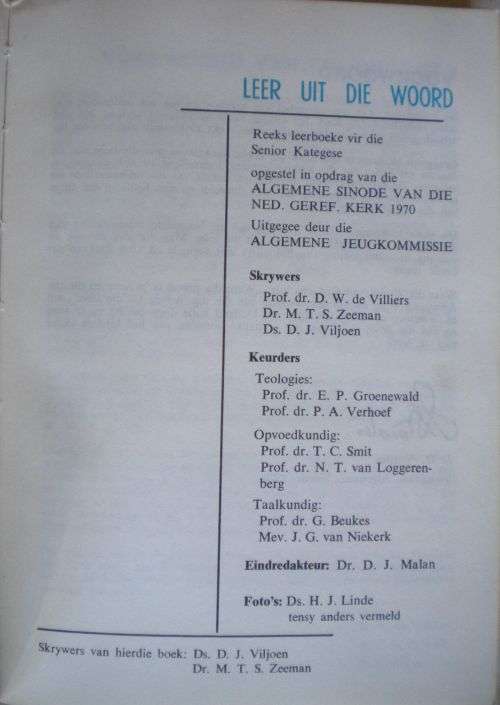 LEER UIT DIE WOORD
Reeks leerboeke vir die
Senior Kategese
opgestel in opdrag van die
ALGEMENE SINODE VAN DIE
NED. GEREF. KERK 1970
Uitgegee deur die
ALGEMENE JEUGKOMMISSIE
Skrywers
Prof. dr. D. W. de Villiers
Dr. M. T. S. Zeeman
Ds. D. J. Viljoen
Keurders
Teologies:
Prof. dr. E. P. Groenewald
Prof. dr. P. A. Verhoef
Opvoedkundig:
Prof. dr. T. C. Smit
Prof. dr. N. T. van Loggeren-
berg
Taalkundig:
Prof. dr. G. Beukes
Mev. J. G. van Niekerk
Eindredakteur: Dr. D. J. Malan
Foto's: Ds. H. J. Linde
tensy anders vermeld
Skrywers van hierdie boek: Ds. D. J. Viljoen
Dr. M. T. S. Zeeman